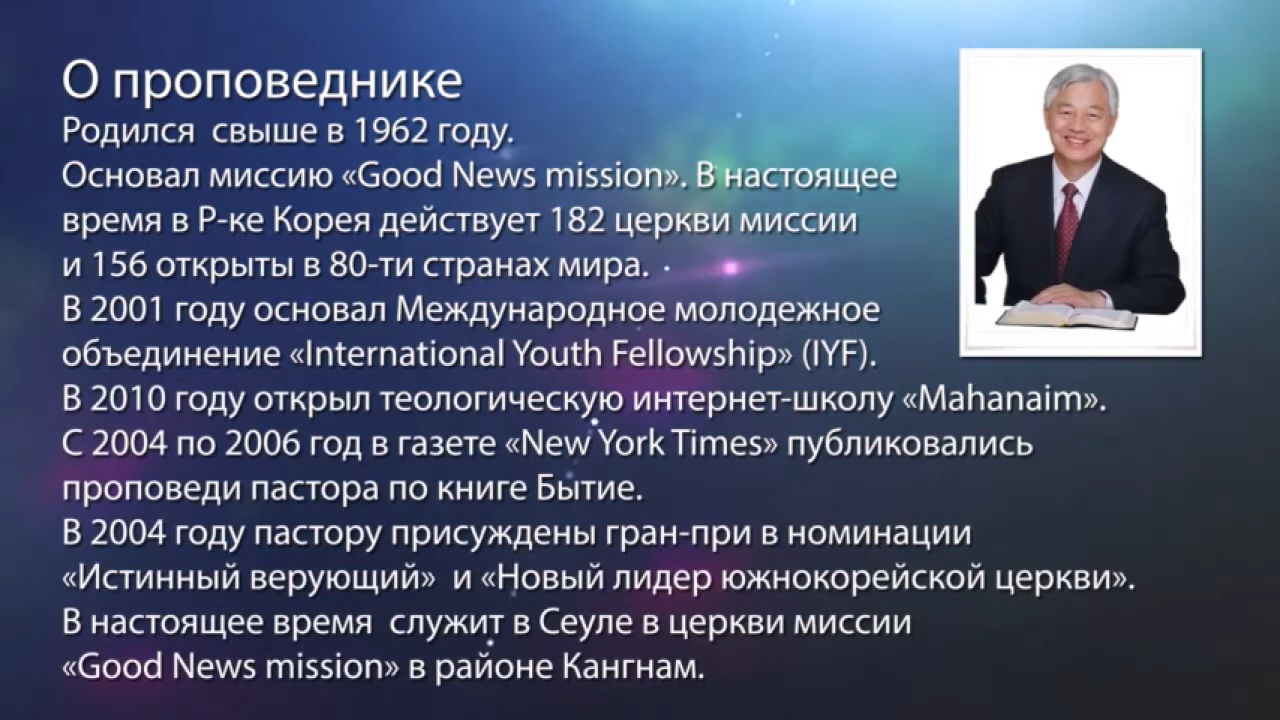 О проповеднике
Родился свыше в 1962 году.
Основал миссию «Good News mission». В настоящее
время в Р-ке Корея действует 182 церкви миссии
и 156 открыты в 80-ти странах мира.
В 2001 году основал Международное молодежное
объединение «International Youth Fellowship» (IYF).
В 2010 году открыл теологическую интернет-школу «Mahanaim».
С 2004 по 2006 год в газете «New York Times» публиковались
проповеди пастора по книге Бытие.
В 2004 году пастору присуждены гран-при в номинации
«Истинный верующий» и «Новый лидер южнокорейской церкви».
В настоящее время служит в Сеуле в церкви миссии
«Good News mission» в районе Кангнам.